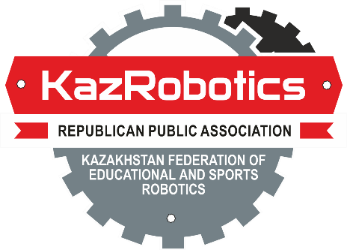 KazRobotics
REPUBLICAN PUBLIC ASSOCIATION
KAZAKHSTAN FEDERATION OF
EDUCATIONAL AND SPORTS
ROBOTICS